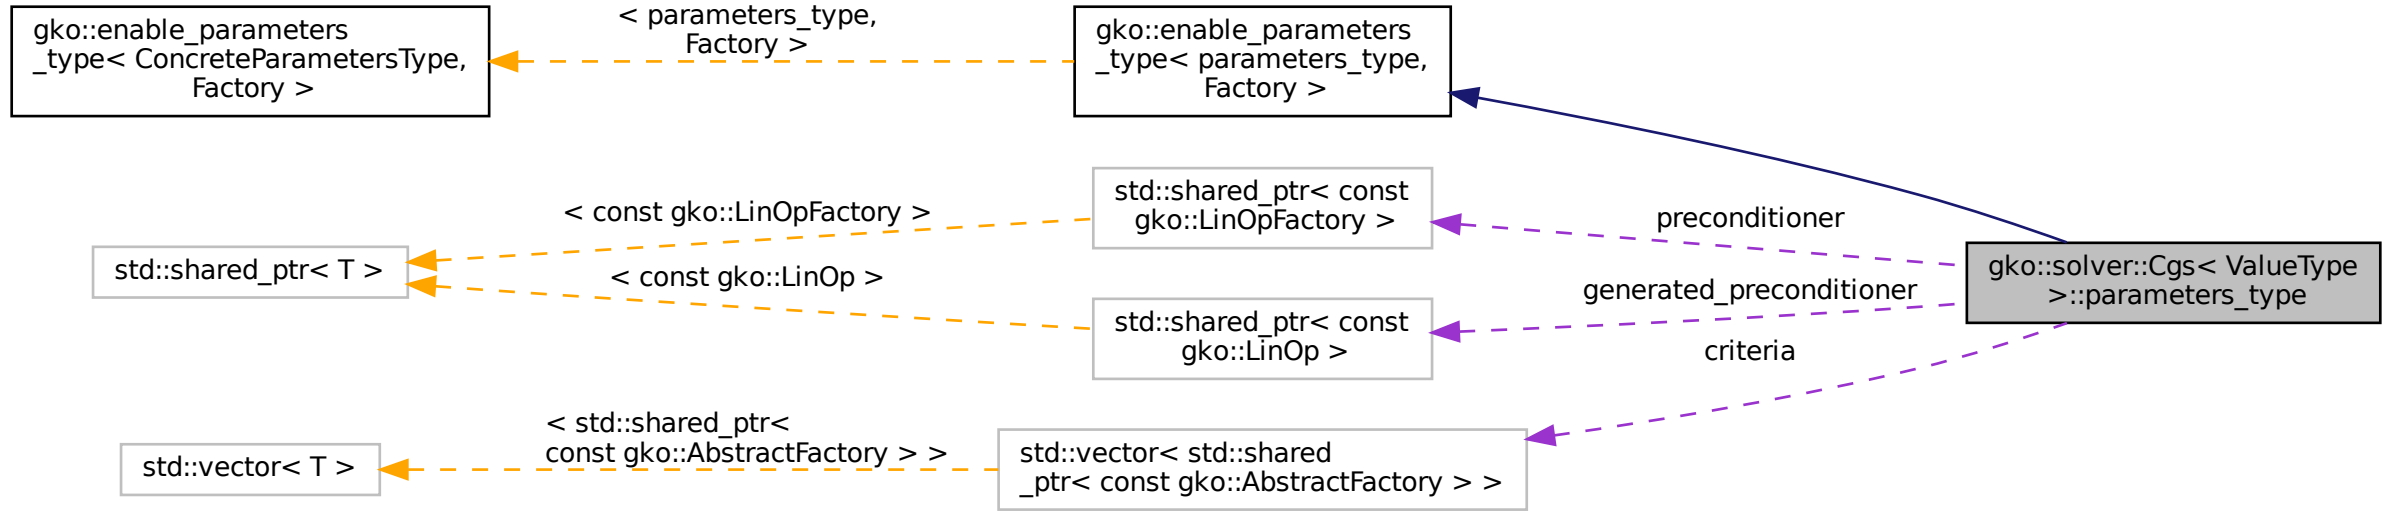 gko::enable_parameters
_type< ConcreteParametersType,
Factory >
< parameters_type,
Factory >
gko::enable_parameters
_type< parameters_type,
Factory >
std::shared_ptr< T >
< const gko::LinOpFactory >
< const gko::LinOp >
std::shared_ptr< const
gko::LinOpFactory >
std::shared_ptr< const
gko::LinOp >
preconditioner
generated_preconditioner
criteria
gko::solver::Cgs< ValueType
>::parameters_type
std::vector< T >
< std::shared_ptr<
const gko::AbstractFactory > >
std::vector< std::shared
_ptr< const gko::AbstractFactory > >